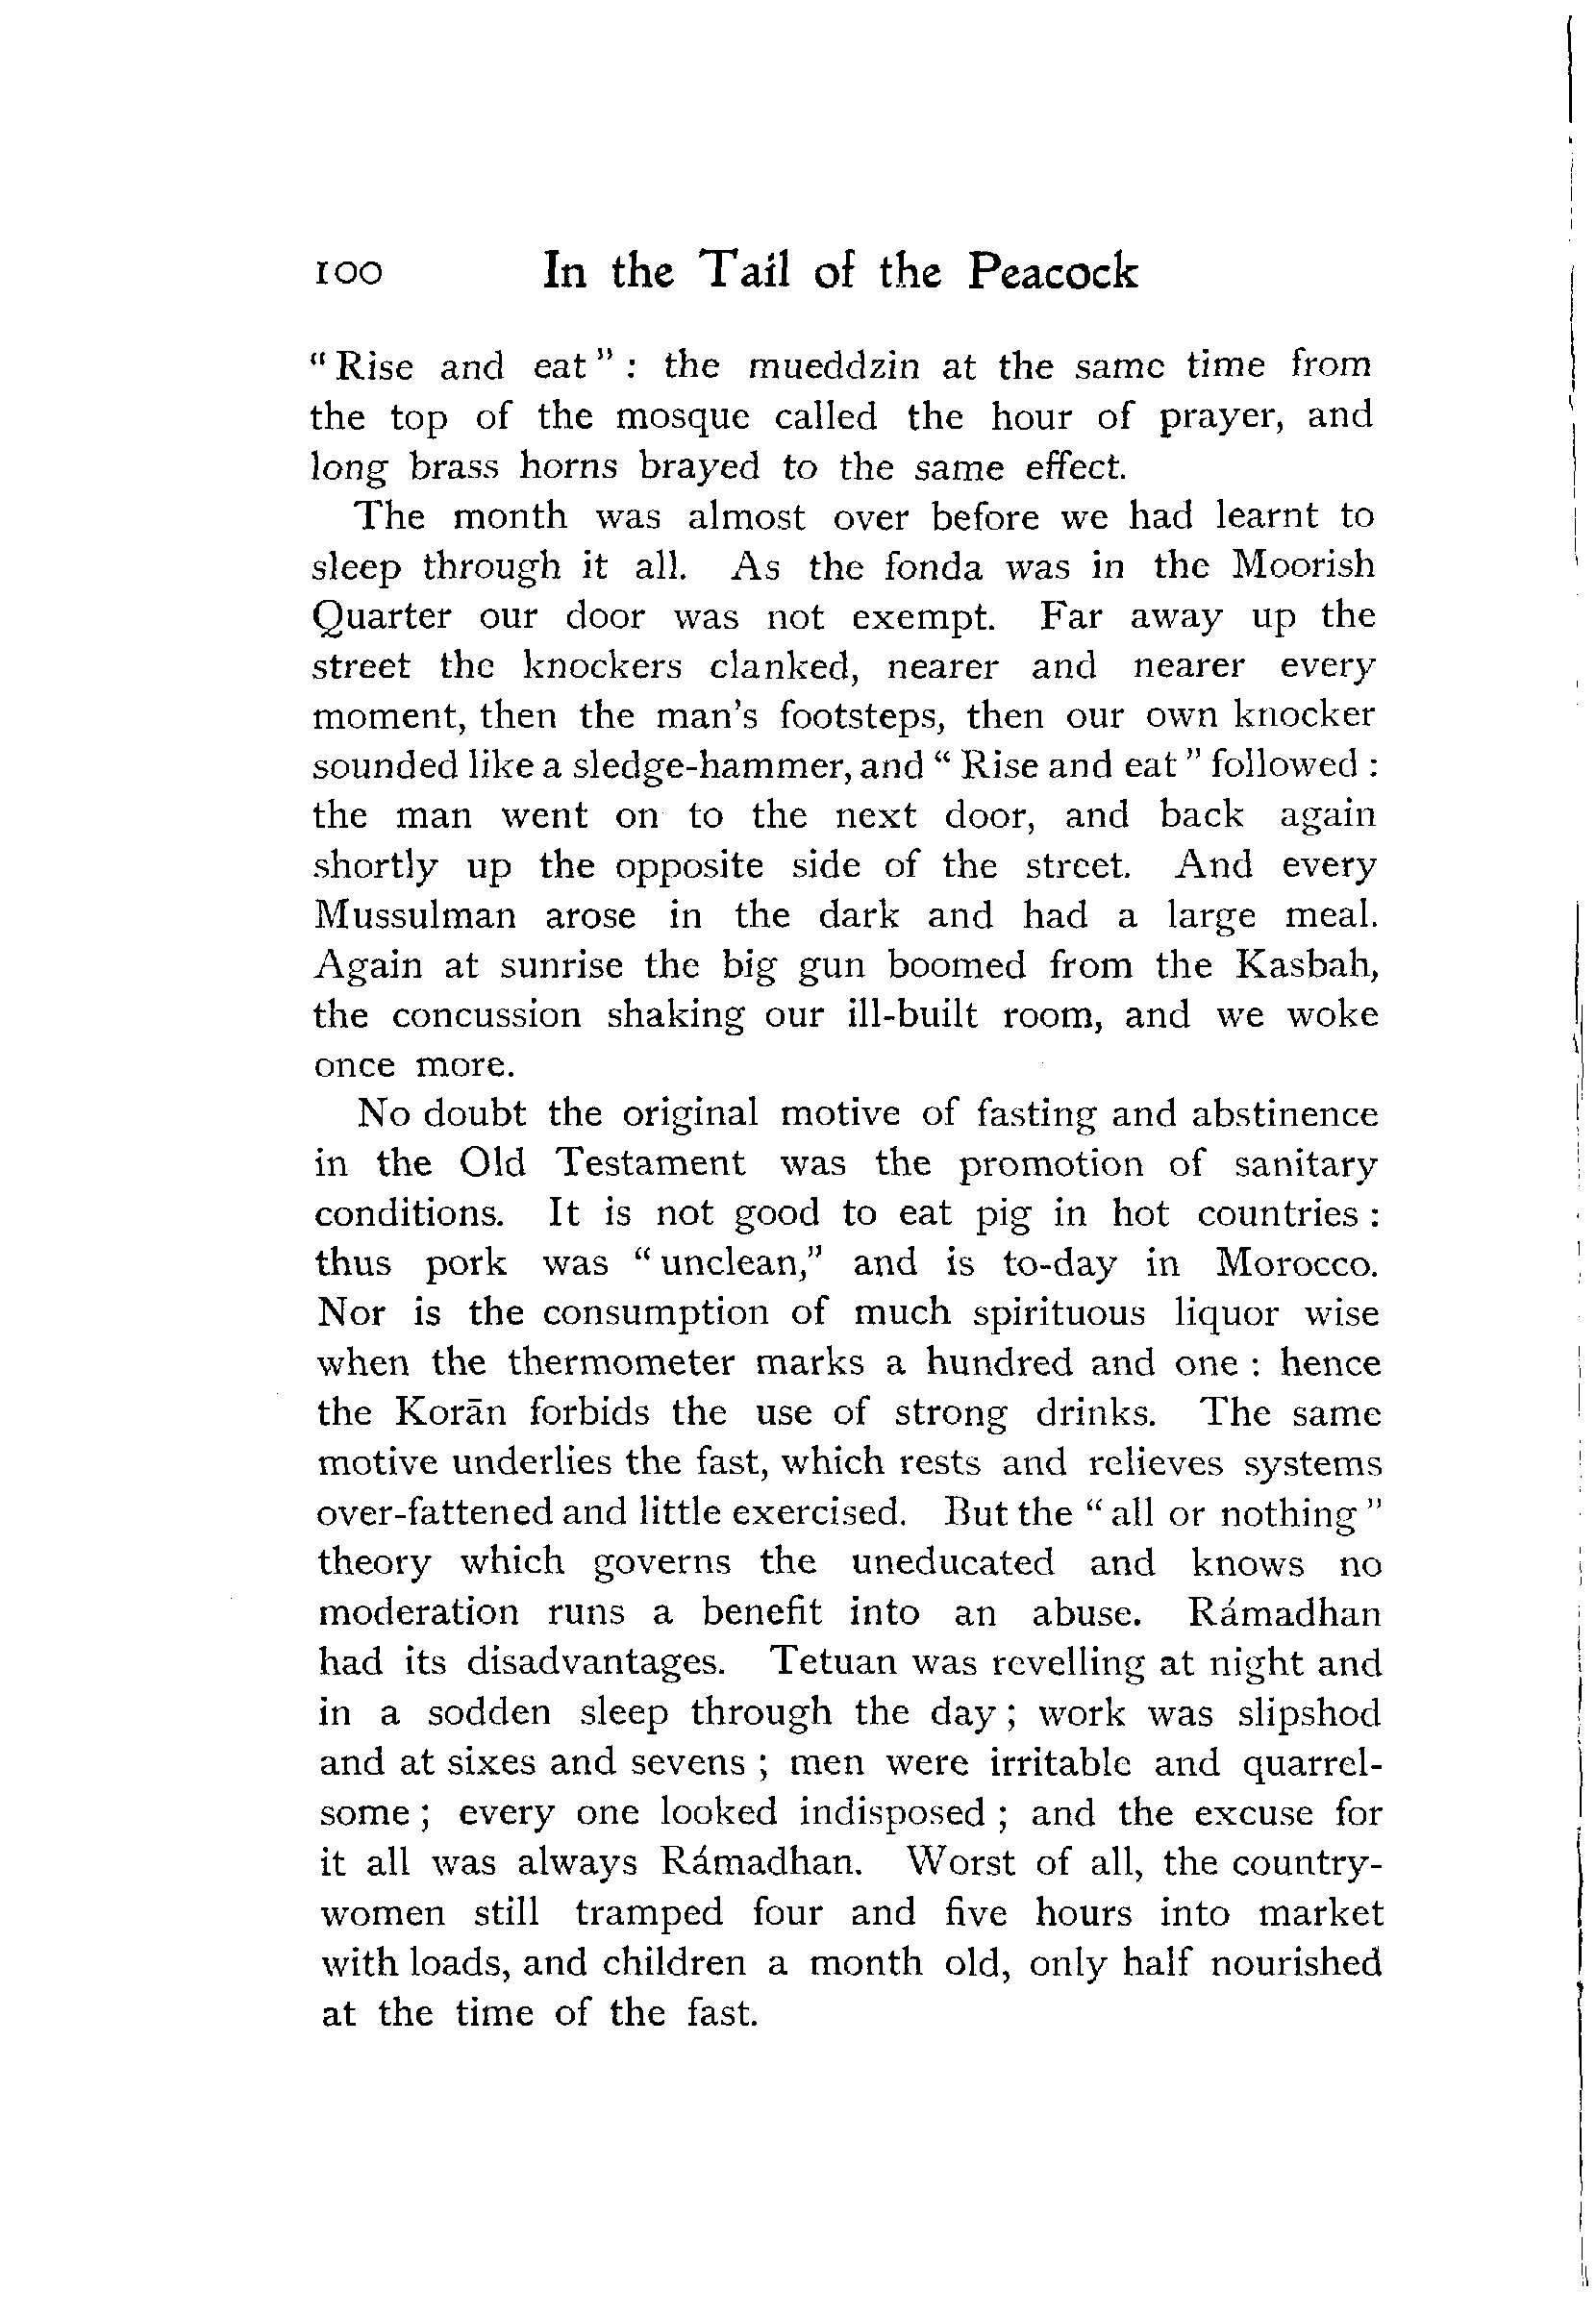 100 In the Tail of the Peacock
"Rise and eat": the mueddzin at the same time from
the top of the mosque called the hour of prayer, and
long brass horns brayed to the same effect.
The month was almost over before we had learnt to
sleep through it all. As the fonda was in the Moorish
Quarter our door was not exempt. Far away up the
street the knockers clanked, nearer and nearer every
moment, then the man's footsteps, then our own knocker
sounded like a sledge-hammer, and "Rise and eat" followed:
the man went on to the next door, and back again
shortly up the opposite side of the street. And every
Mussulman arose in the dark and had a large meal.
Again at sunrise the big gun boomed from the Kasbah,
the concussion shaking our ill-built room, and we woke
once more.
No doubt the original motive of fasting and abstinence
in the Old Testament was the promotion of sanitary
conditions. It is not good to eat pig in hot countries:
thus pork was "unclean," and is to-day in Morocco.
Nor is the consumption of much spirituous liquor wise
when the thermometer marks a hundred and one: hence
the Korān forbids the use of strong drinks. The same
motive underlies the fast, which rests and relieves systems
over-fattened and little exercised. But the "all or nothing"
theory which governs the uneducated and knows no
moderation runs a benefit into an abuse. Rámadhan
had its disadvantages. Tetuan was revelling at night and
in a sodden sleep through the day; work was slipshod
and at sixes and sevens; men were irritable and quarrel-
some; every one looked indisposed; and the excuse for
it all was always Rámadhan. Worst of all, the country-
women still tramped four and five hours into market
with loads, and children a month old, only half nourished
at the time of the fast.